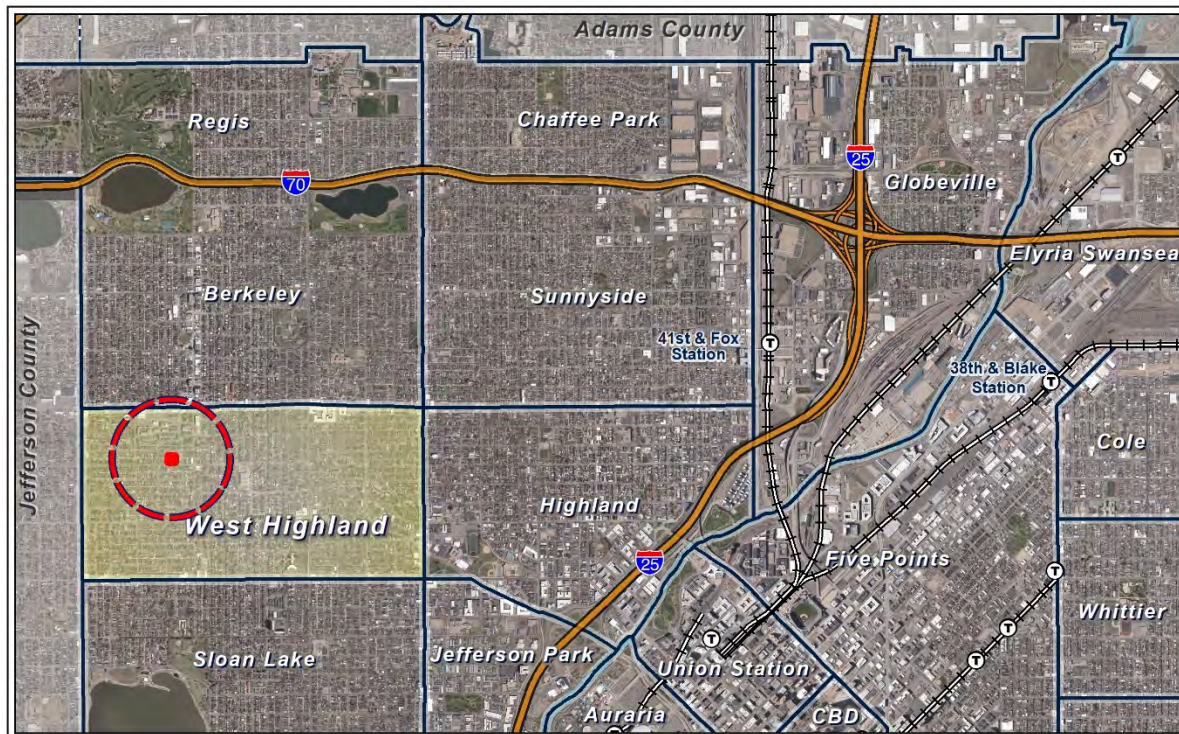 Adams County
Regis
Chaffee Park
25
Globeville
70
Elyria Swansea
Berkeley
Sunnyside
41st & Fox
Station
38th & Blake
Station
T
T
T
Jefferson County
Cole
West Highland
Highland
25
Five Points
T
T
Whittier
T
Sloan Lake
Jefferson Park
Union Station
T
T
Auraria
CBD